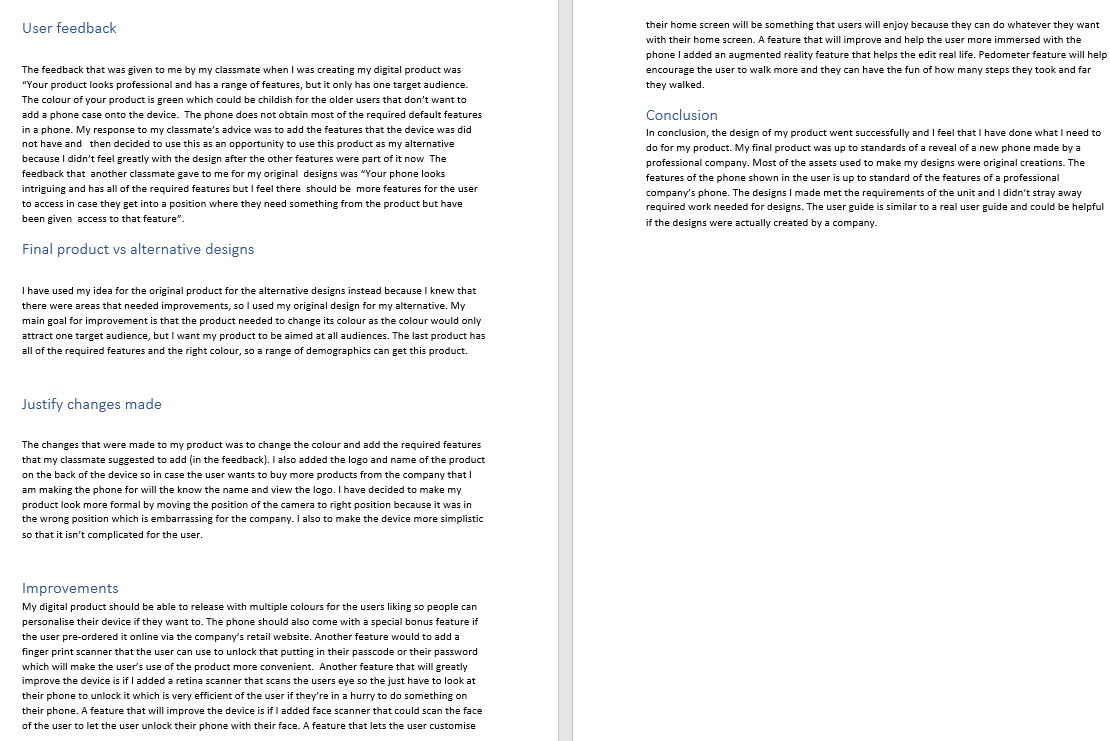 User feedback
The feedback that was given to me by my classmate when I was creating my digital product was
“Your product looks professional and has a range of features, but it only has one target audience.
The colour of your product is green which could be childish for the older users that don’t want to
add a phone case onto the device.  The phone does not obtain most of the required default features
in a phone. My response to my classmate’s advice was to add the features that the device was did
not have and   then decided to use this as an opportunity to use this product as my alternative
because I didn’t feel greatly with the design after the other features were part of it now  The
feedback that  another classmate gave to me for my original  designs was “Your phone looks
intriguing and has all of the required features but I feel there  should be  more features for the user
to access in case they get into a position where they need something from the product but have
been given  access to that feature”.
Final product vs alternative designs
I have used my idea for the original product for the alternative designs instead because I knew that
there were areas that needed improvements, so I used my original design for my alternative. My
main goal for improvement is that the product needed to change its colour as the colour would only
attract one target audience, but I want my product to be aimed at all audiences. The last product has
all of the required features and the right colour, so a range of demographics can get this product.
Justify changes made
The changes that were made to my product was to change the colour and add the required features
that my classmate suggested to add (in the feedback). I also added the logo and name of the product
on the back of the device so in case the user wants to buy more products from the company that I
am making the phone for will the know the name and view the logo. I have decided to make my
product look more formal by moving the position of the camera to right position because it was in
the wrong position which is embarrassing for the company. I also to make the device more simplistic
so that it isn’t complicated for the user.
Improvements
My digital product should be able to release with multiple colours for the users liking so people can
personalise their device if they want to. The phone should also come with a special bonus feature if
the user pre-ordered it online via the company’s retail website. Another feature would to add a
finger print scanner that the user can use to unlock that putting in their passcode or their password
which will make the user’s use of the product more convenient.  Another feature that will greatly
improve the device is if I added a retina scanner that scans the users eye so the just have to look at
their phone to unlock it which is very efficient of the user if they’re in a hurry to do something on
their phone. A feature that will improve the device is if I added face scanner that could scan the face
of the user to let the user unlock their phone with their face. A feature that lets the user customise
their home screen will be something that users will enjoy because they can do whatever they want
with their home screen. A feature that will improve and help the user more immersed with the
phone I added an augmented reality feature that helps the edit real life. Pedometer feature will help
encourage the user to walk more and they can have the fun of how many steps they took and far
they walked.
Conclusion
In conclusion, the design of my product went successfully and I feel that I have done what I need to
do for my product. My final product was up to standards of a reveal of a new phone made by a
professional company. Most of the assets used to make my designs were original creations. The
features of the phone shown in the user is up to standard of the features of a professional
company’s phone. The designs I made met the requirements of the unit and I didn’t stray away
required work needed for designs. The user guide is similar to a real user guide and could be helpful
if the designs were actually created by a company.